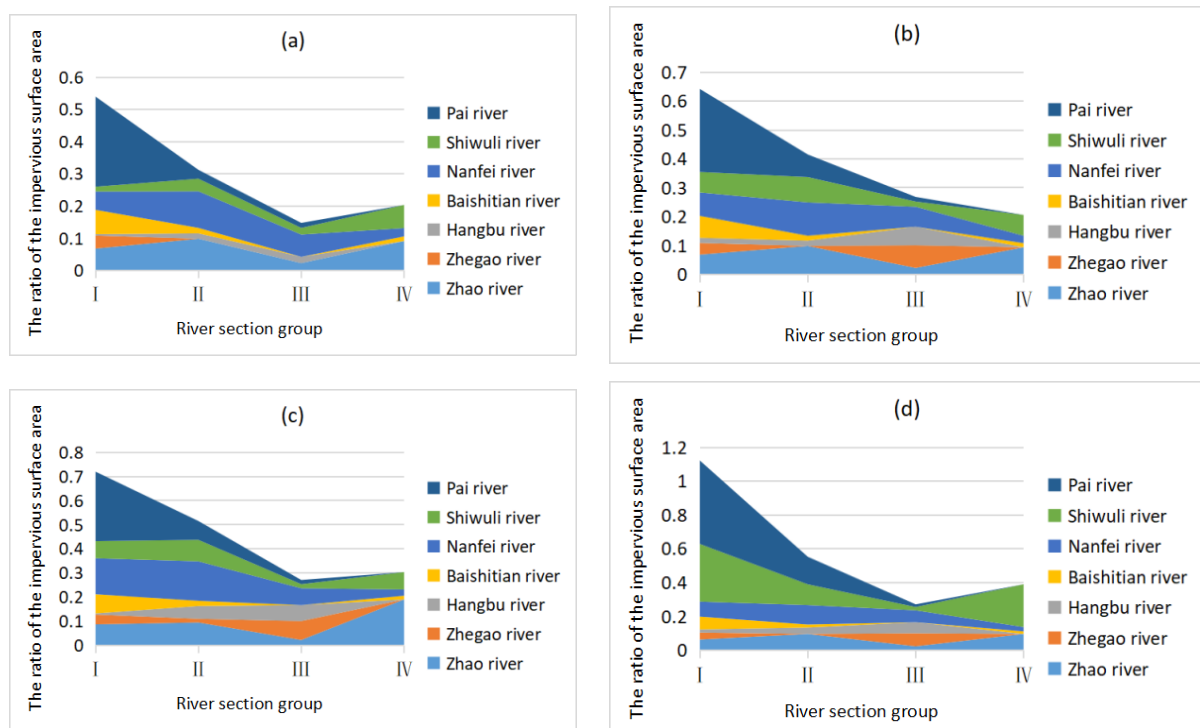 (a)
The ratio of the impervious surface area
0.6
0.5
0.4
0.3
0.2
0.1
0
I II III IV
River section group
Pai river
Shiwuli river
Nanfei river
Baishitian river
Hangbu river
Zhegao river
Zhao river
(b)
The ratio of the impervious surface area
0.7
0.6
0.5
0.4
0.3
0.2
0.1
0
I II III IV
River section group
Pai river
Shiwuli river
Nanfei river
Baishitian river
Hangbu river
Zhegao river
Zhao river
(c)
The ratio of the impervious surface area
0.8
0.7
0.6
0.5
0.4
0.3
0.2
0.1
0
I II III IV
River section group
Pai river
Shiwuli river
Nanfei river
Baishitian river
Hangbu river
Zhegao river
Zhao river
(d)
The ratio of the impervious surface area
1.2
1
0.8
0.6
0.4
0.2
0
I II III IV
River section group
Pai river
Shiwuli river
Nanfei river
Baishitian river
Hangbu river
Zhegao river
Zhao river